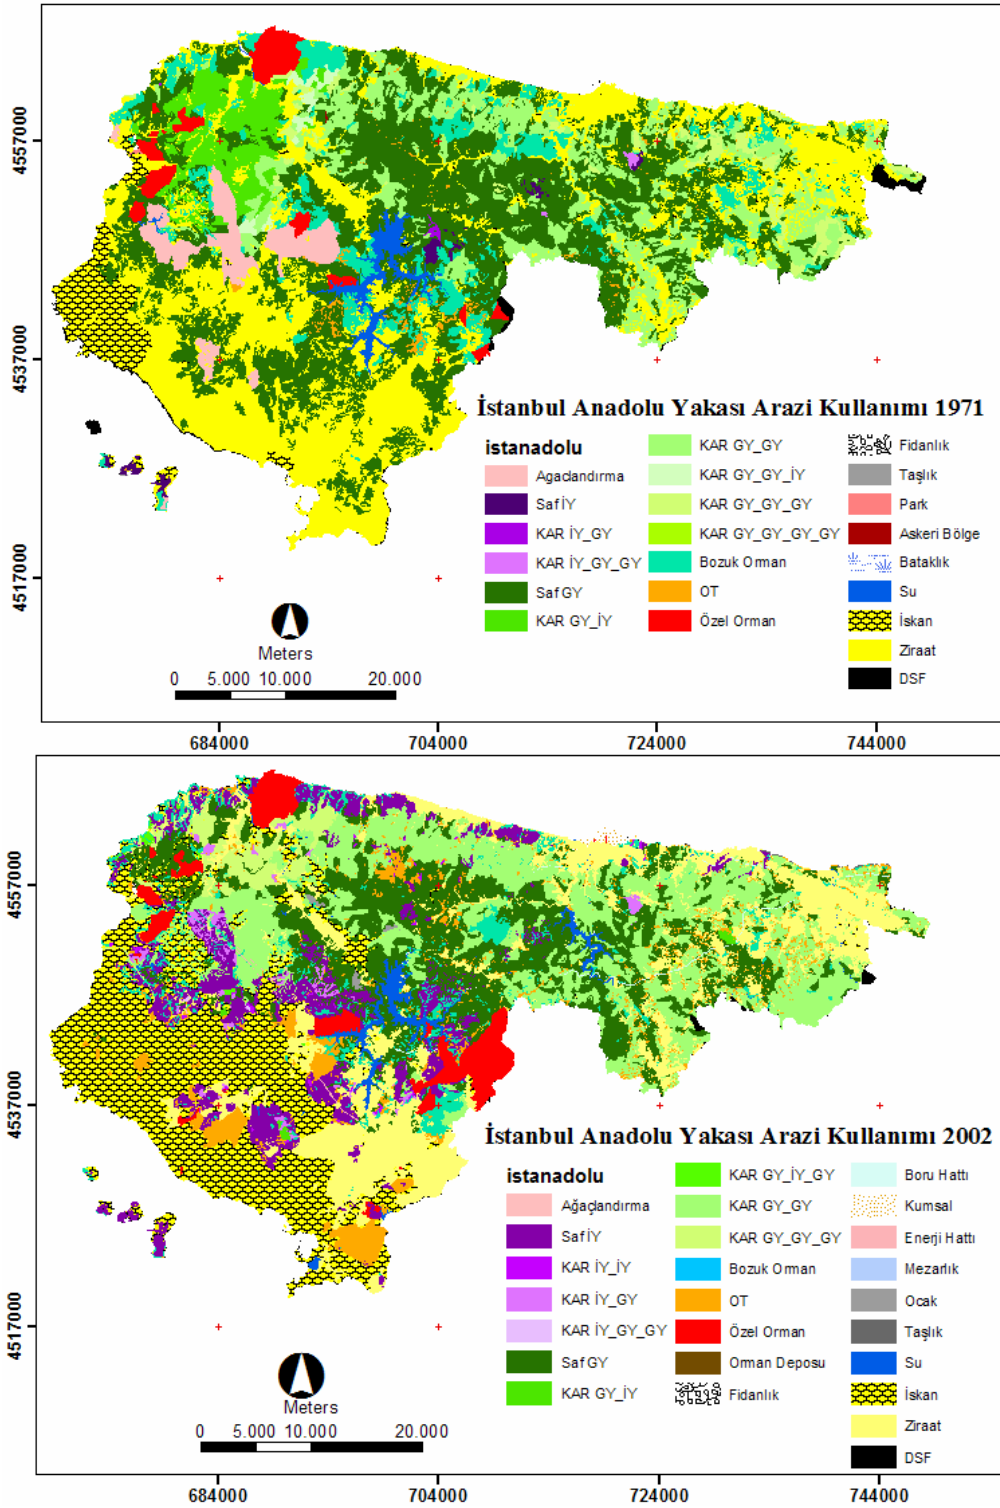 4557000
4537000
4517000
İstanbul Anadolu Yakası Arazi Kullanımı 1971
istanadolu
Agaclandırma
Saf İY
KAR İY_GY
KAR İY_GY_GY
Saf GY
KAR GY_İY
KAR GY_GY
KAR GY_GY_İY
KAR GY_GY_GY
KAR GY_GY_GY_GY
Bozuk Orman
OT
Özel Orman
Fidanlık
Taşlık
Park
Askeri Bölge
Bataklık
Su
İskan
Ziraat
DSF
Meters
0 5.000 10.000 20.000
684000 704000 724000 744000
4557000
4537000
4517000
İstanbul Anadolu Yakası Arazi Kullanımı 2002
istanadolu
Ağaçlandırma
Saf İY
KAR İY_İY
KAR İY_GY
KAR İY_GY_GY
Saf GY
KAR GY_İY
KAR GY_İY_GY
KAR GY_GY
KAR GY_GY_GY
Bozuk Orman
OT
Özel Orman
Orman Deposu
Fidanlık
Boru Hattı
Kumsal
Enerji Hattı
Mezarlık
Ocak
Taşlık
Su
İskan
Ziraat
DSF
Meters
0 5.000 10.000 20.000
684000 704000 724000 744000